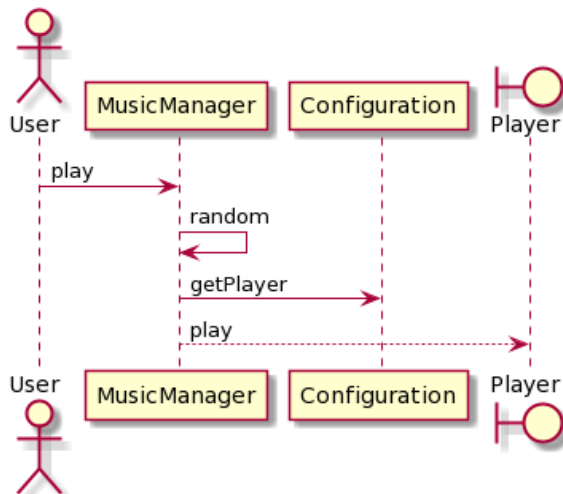 User
MusicManager
Configuration
Player
play
random
getPlayer
play
User
MusicManager
Configuration
Player